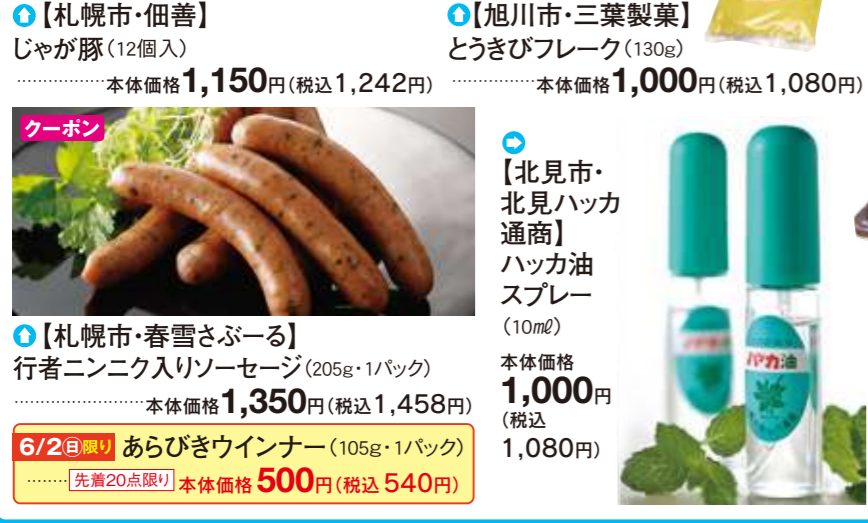 【札幌市・佃善】
じゃが豚(12個入)
………………本体価格1,150円(税込1,242円)
【旭川市・三葉製菓】
とうきびフレーク(130g)
………………本体価格1,000円(税込1,080円)
クーポン
【札幌市・春雪さぶーる】
行者ニンニク入りソーセージ(205g・1パック)
………………………本体価格1,350円(税込1,458円)
6/2㊐限り あらびきウインナー(105g・1パック)
………先着20点限り 本体価格500円(税込540円)
【北見市・
北見ハッカ
通商】
ハッカ油
スプレー
(10㎖)
本体価格
1,000円
(税込
1,080円)
ハッカ油